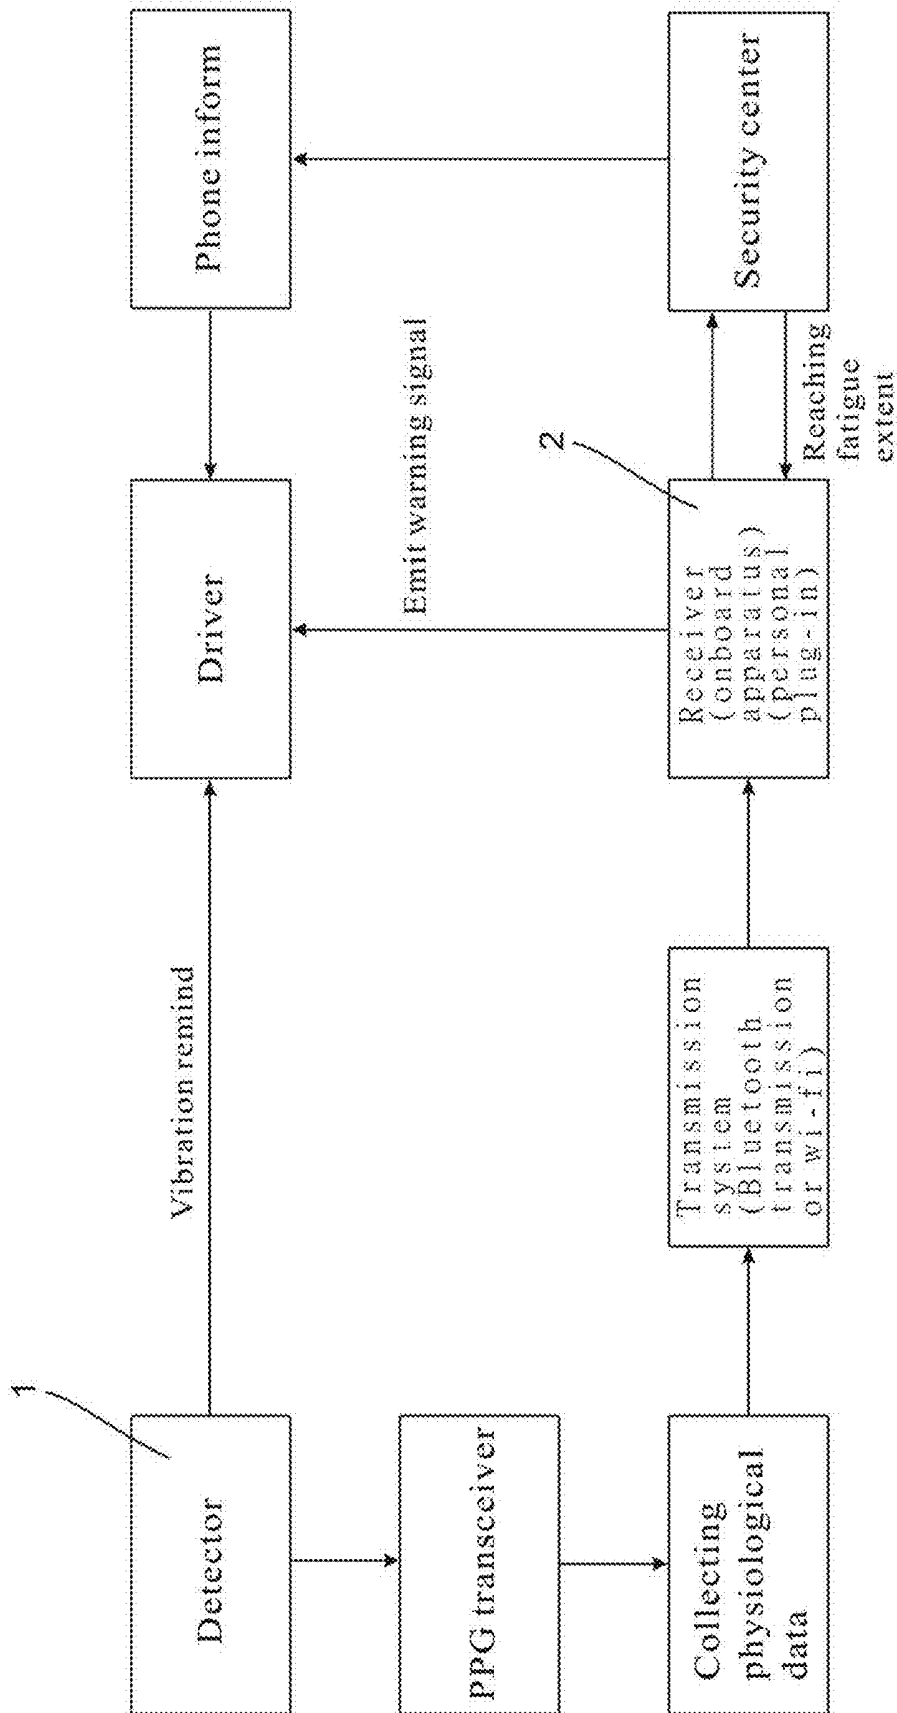 1
Detector
Vibration remind
Driver
Phone inform
PPG transceiver
Emit warning signal
Collecting
physiological
data
Transmission
system
(Bluetooth
transmission
or wi-fi)
2
Receiver
(onboard
apparatus)
(personal
plug-in)
Reaching
fatigue
extent
Security center